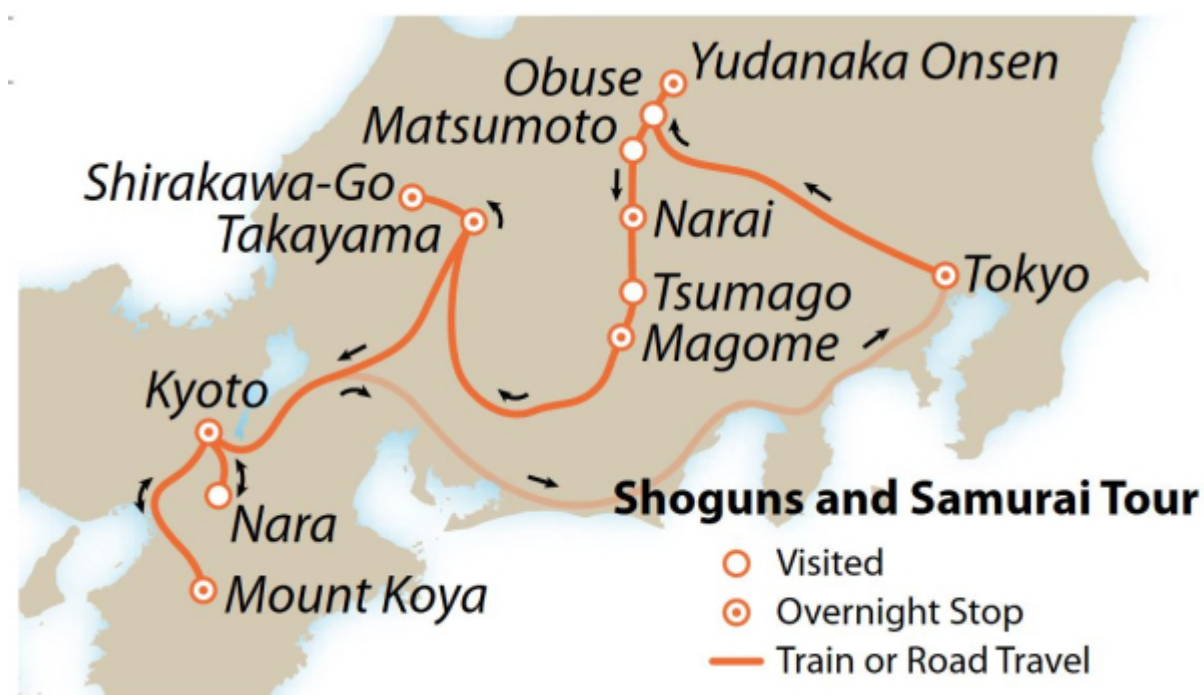 Yudanaka Onsen
Obuse
Matsumoto
Shirakawa-Go
Takayama
Narai
Tokyo
Tsumago
Magome
Kyoto
Nara
Mount Koya
Shoguns and Samurai Tour
Visited
Overnight Stop
Train or Road Travel